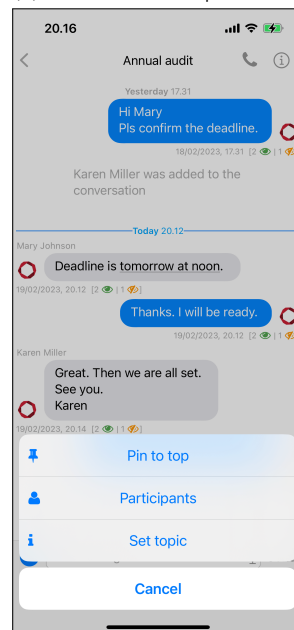 20.16
Annual audit
Yesterday 17.31
Hi Mary
Pls confirm the deadline.
18/02/2023, 17.31 [2 | 1
Karen Miller was added to the
conversation
Today 20.12
Mary Johnson
Deadline is tomorrow at noon.
19/02/2023, 20.12 [2 | 1 ]
Thanks. I will be ready.
19/02/2023, 20.12 [2 | 1
Karen Miller
Great. Then we are all set.
See you.
Karen
19/02/2023, 20.14 [2 | 1 ]
Pin to top
Participants
Set topic
Cancel